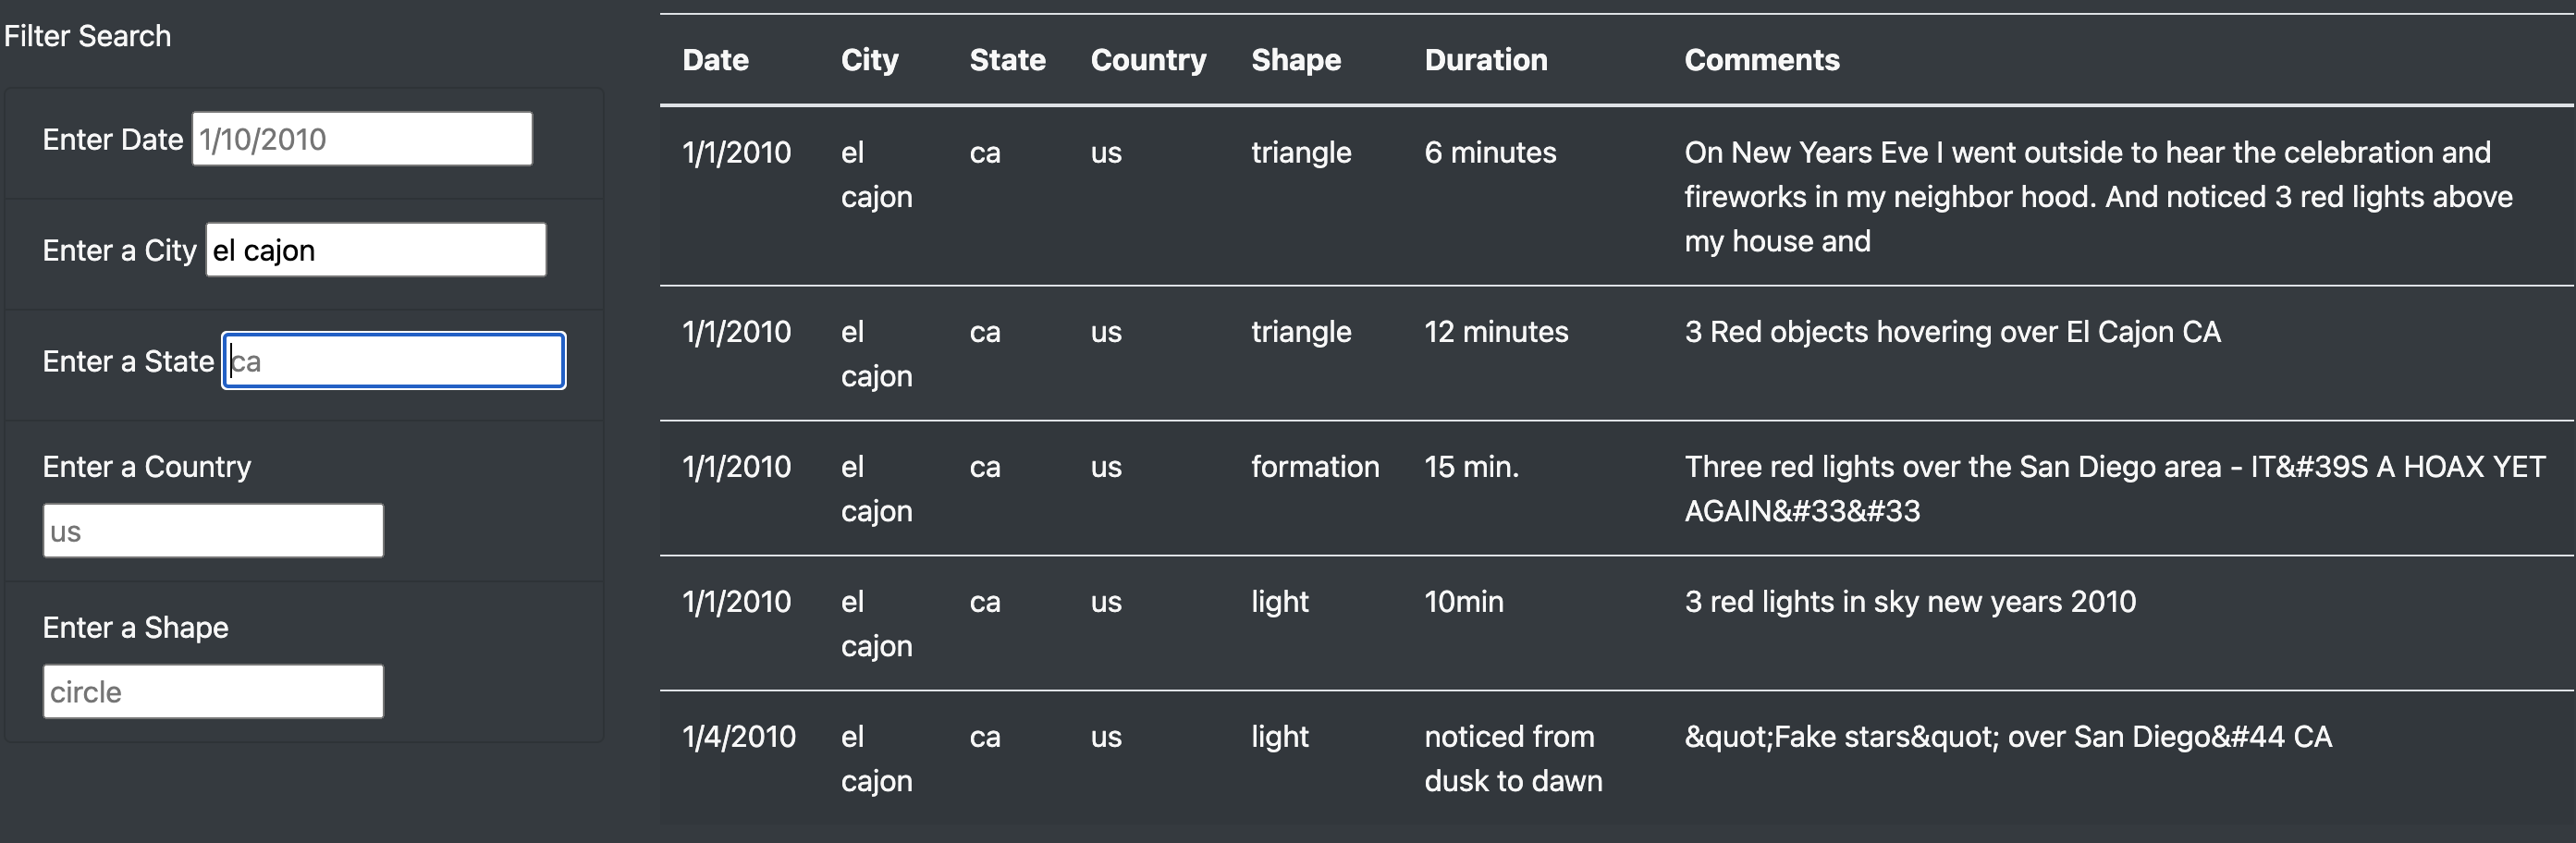 Filter Search
Enter Date 1/10/2010
Enter a City el cajon
Enter a State ca
Enter a Country
us
Enter a Shape
circle
Date City State Country Shape Duration Comments
1/1/2010 el ca us triangle 6 minutes On New Years Eve I went outside to hear the celebration and
cajon fireworks in my neighbor hood. And noticed 3 red lights above
my house and
1/1/2010 el ca us triangle 12 minutes 3 Red objects hovering over El Cajon CA
cajon
1/1/2010 el ca us formation 15 min. Three red lights over the San Diego area - IT&#39S A HOAX YET
cajon AGAIN&#33&#33
1/1/2010 el ca us light 10min 3 red lights in sky new years 2010
cajon
1/4/2010 el ca us light noticed from &quot;Fake stars&quot; over San Diego&#44 CA
cajon dusk to dawn